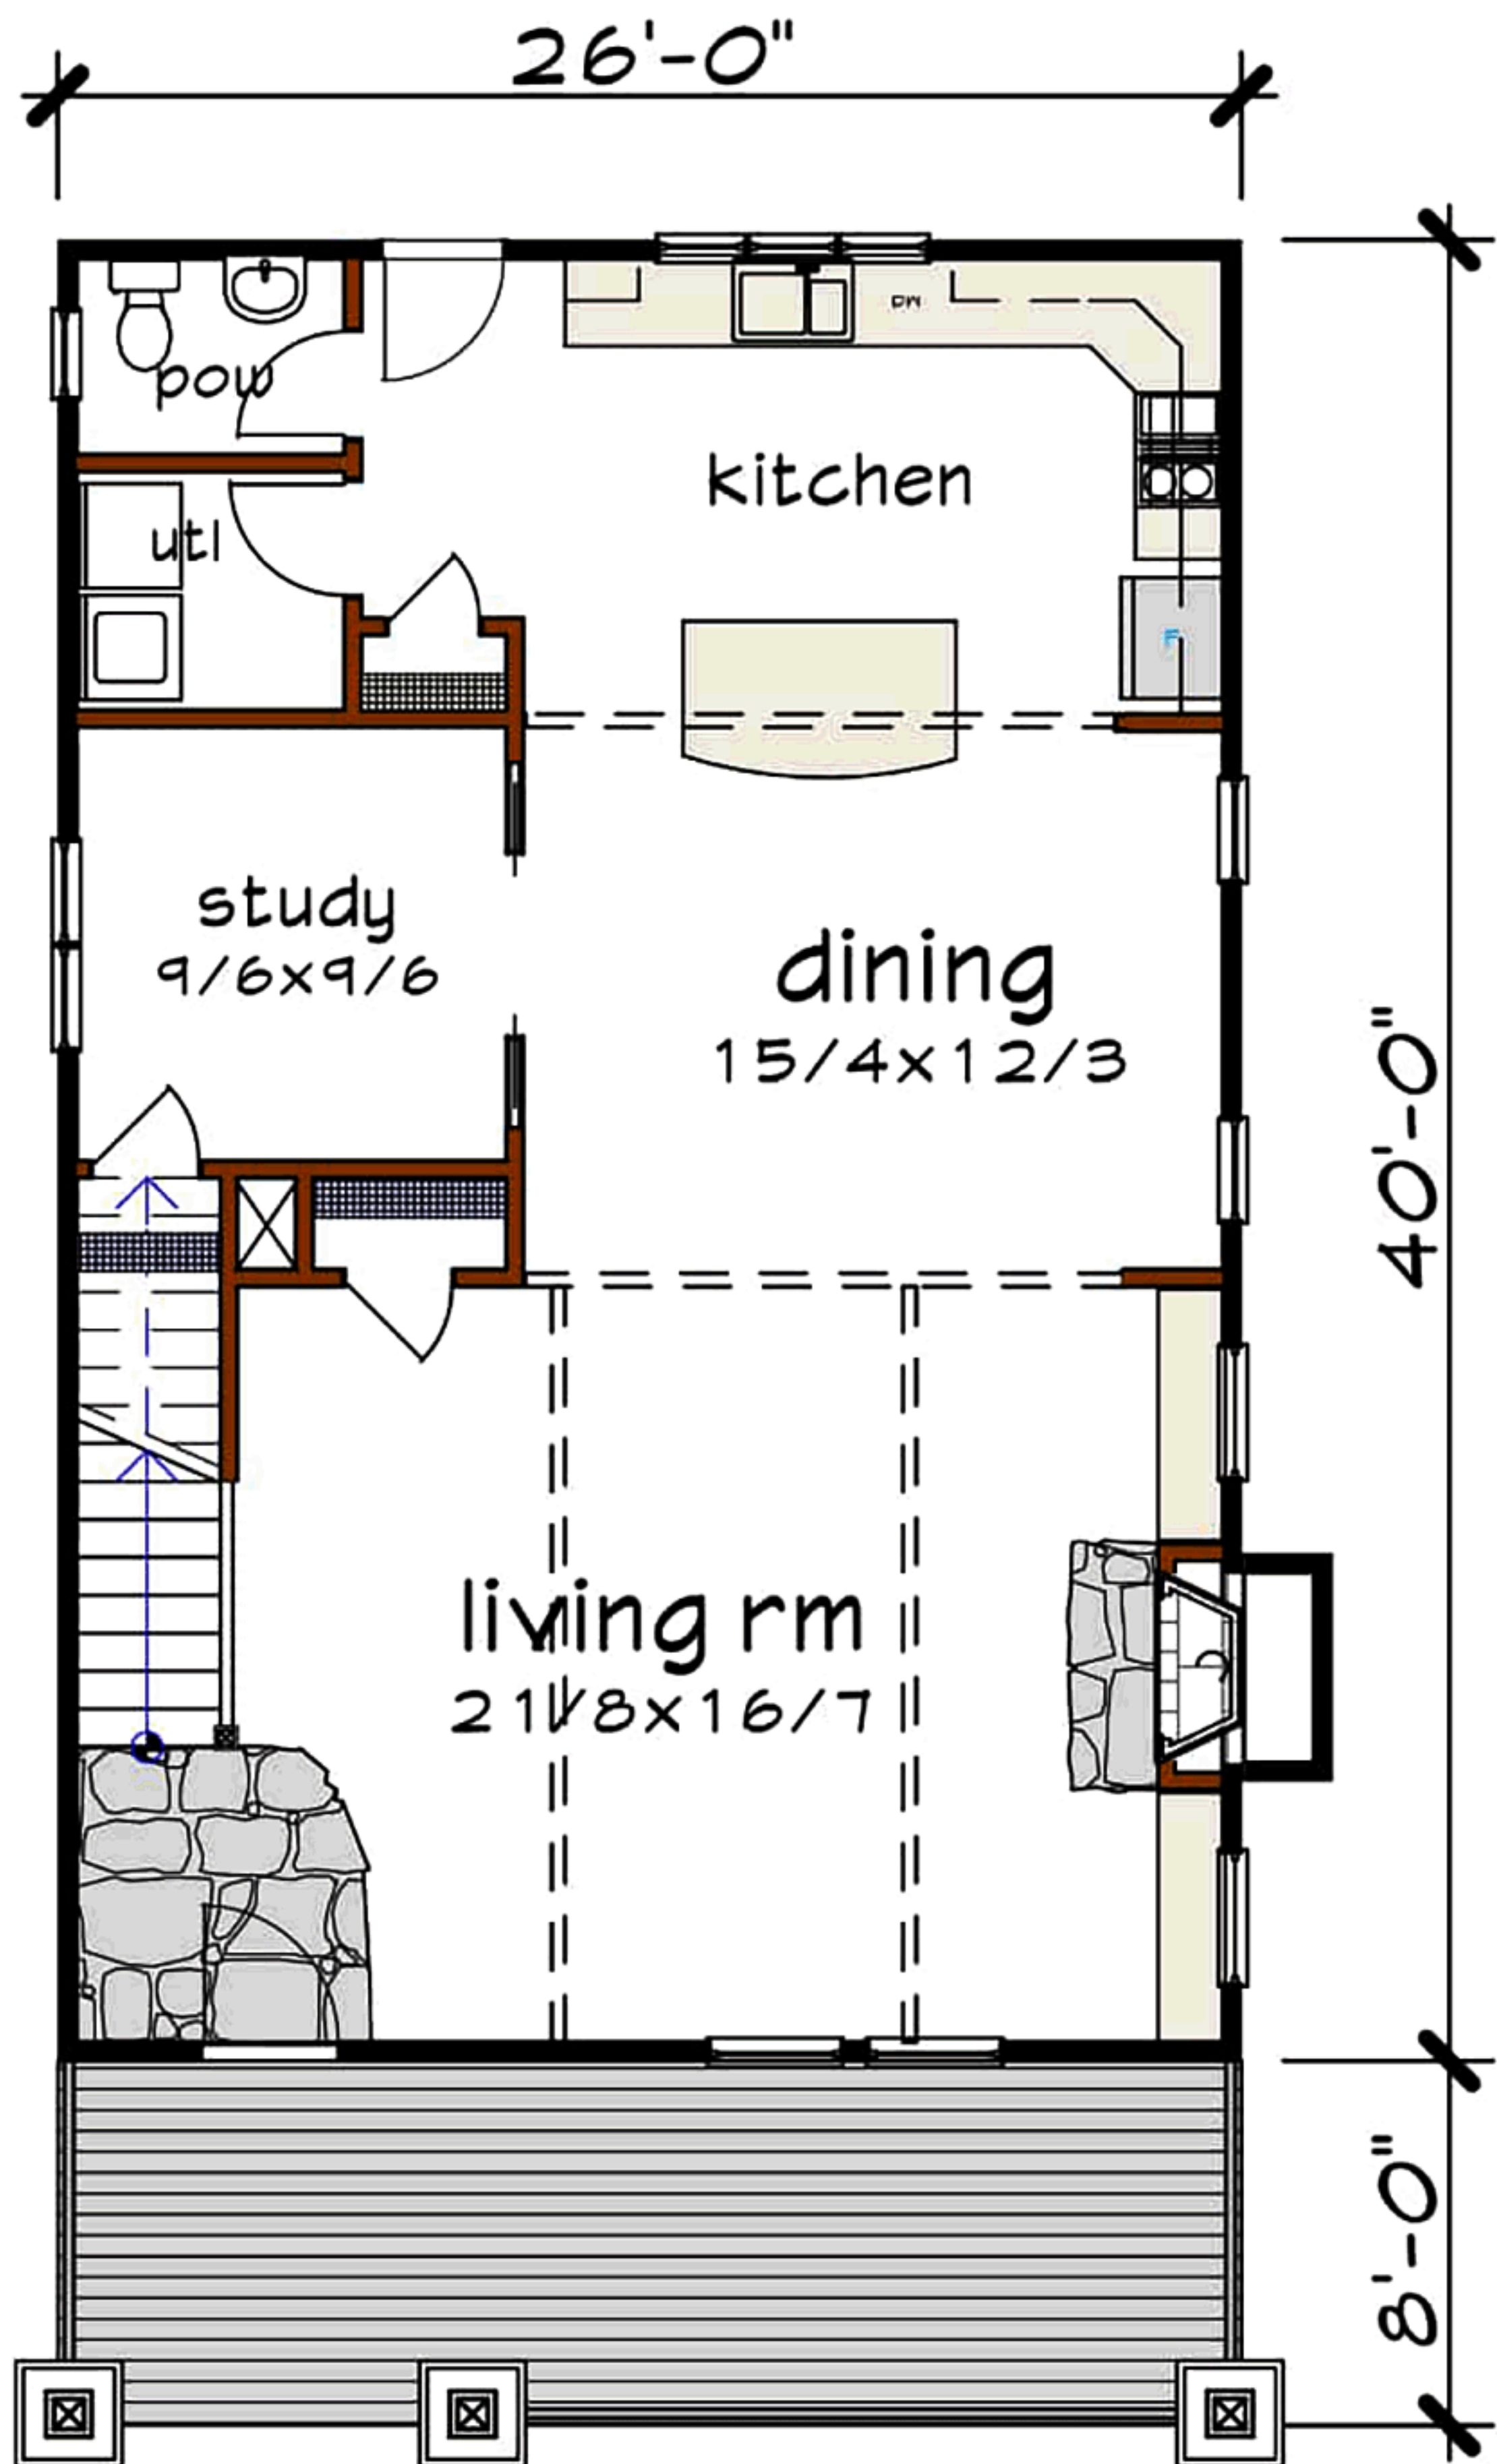 26'-0"
DW
pow
kitchen
utl
F
study
9/6x9/6
dining
15/4x12/3
40'-0"
living rm
21/8x16/7
8'-0"